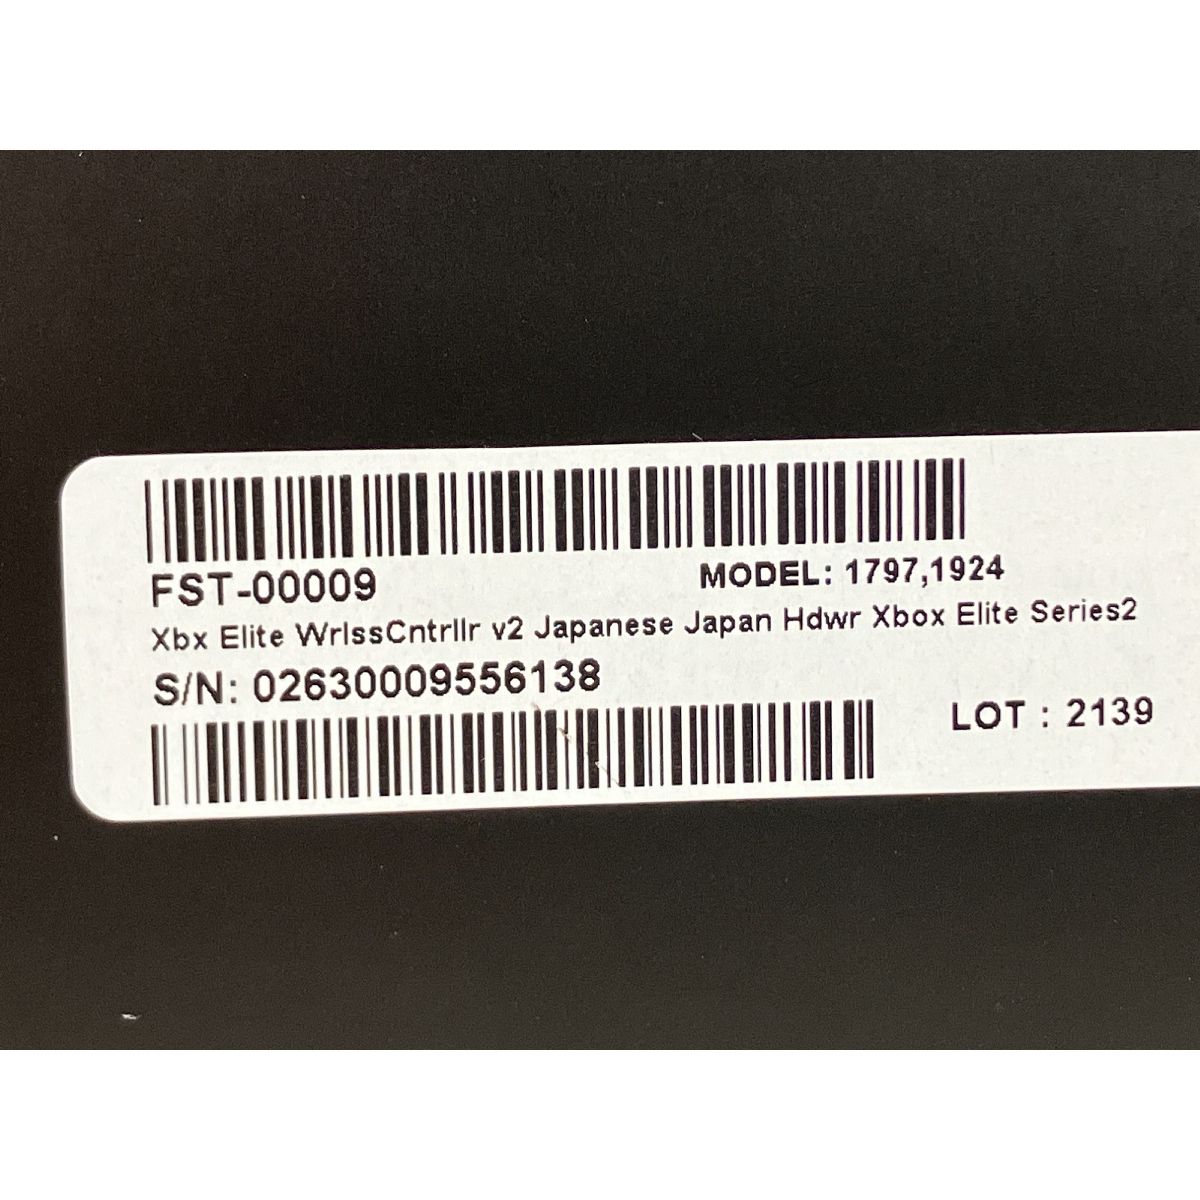 FST-00009
MODEL: 1797,1924
Xbx Elite WrlssCntrllr v2 Japanese Japan Hdwr Xbox Elite Series2
S/N: 02630009556138
LOT : 2139